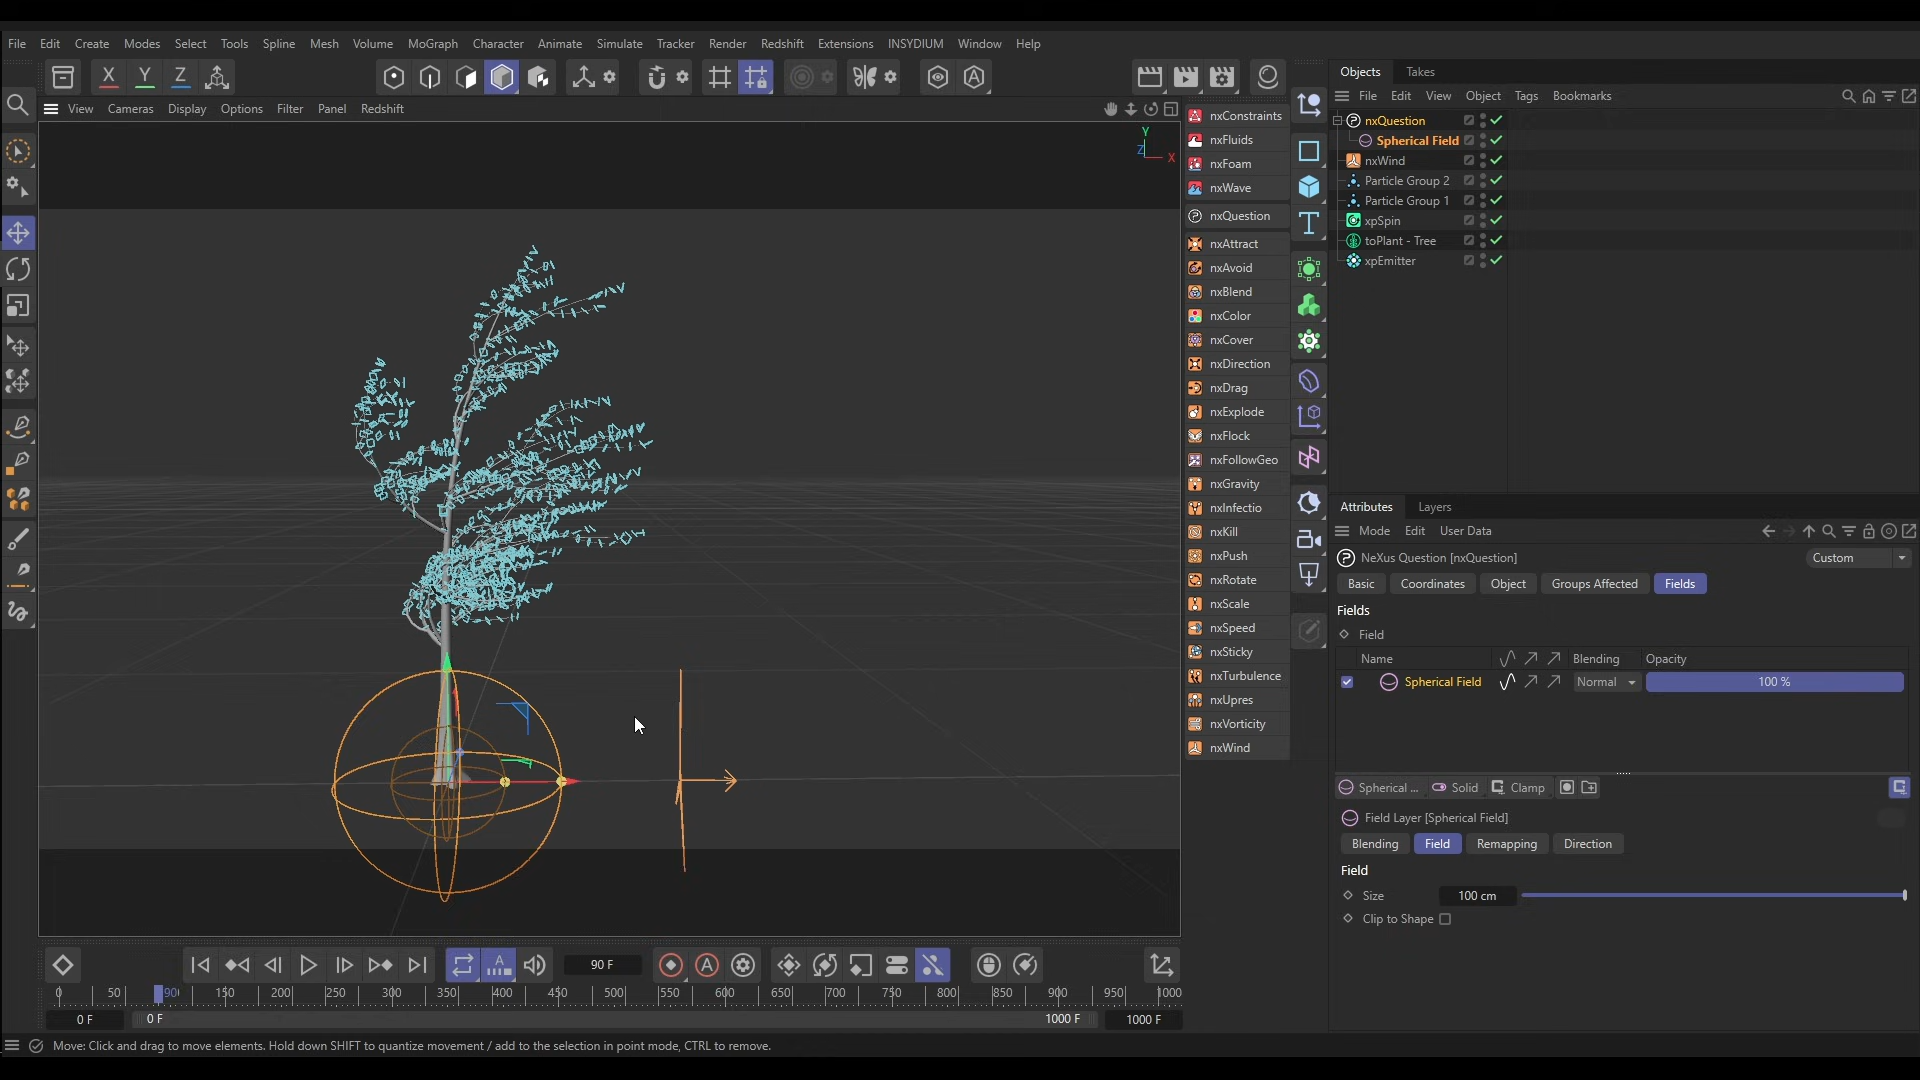 File Edit Create Modes Select Tools Spline Mesh Volume MoGraph Character Animate Simulate Tracker Render Redshift Extensions INSYDIUM Window Help
X Y Z
View Cameras Display Options Filter Panel Redshift
Y
Z
X
nxConstraints
nxFluids
nxFoam
nxWave
nxQuestion
nxAttract
nxAvoid
nxBlend
nxColor
nxCover
nxDirection
nxDrag
nxExplode
nxFlock
nxFollowGeo
nxGravity
nxInfectio
nxKill
nxPush
nxRotate
nxScale
nxSpeed
nxSticky
nxTurbulence
nxUpres
nxVorticity
nxWind
Objects Takes
File Edit View Object Tags Bookmarks
nxQuestion
Spherical Field
nxWind
Particle Group 2
Particle Group 1
xpSpin
toPlant - Tree
xpEmitter
Attributes Layers
Mode Edit User Data
NeXus Question [nxQuestion] Custom
Basic Coordinates Object Groups Affected Fields
Fields
Field
Name Blending Opacity
Spherical Field Normal 100 %
Spherical ... Solid Clamp
Field Layer [Spherical Field]
Blending Field Remapping Direction
Field
Size 100 cm
Clip to Shape
90 F
0 50 90 150 200 250 300 350 400 450 500 550 600 650 700 750 800 850 900 950 1000
0 F 0 F 1000 F 1000 F
Move: Click and drag to move elements. Hold down SHIFT to quantize movement / add to the selection in point mode, CTRL to remove.